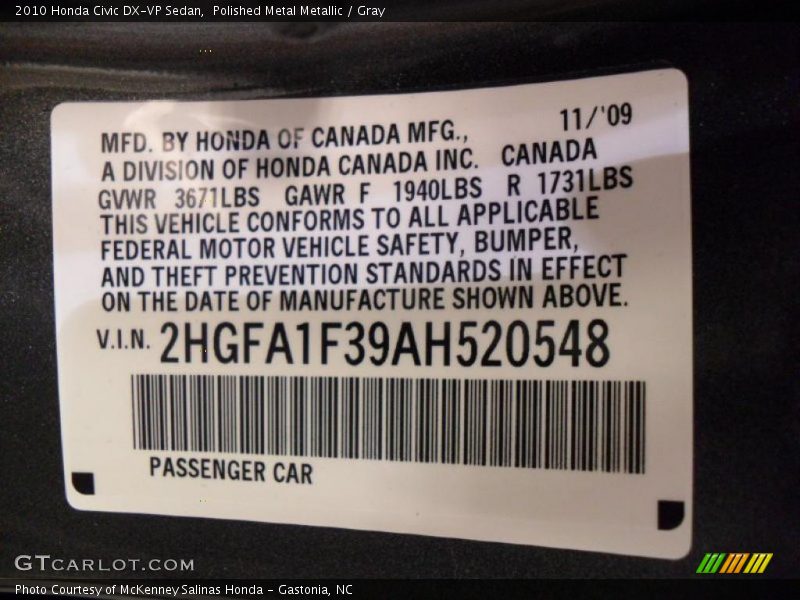 2010 Honda Civic DX-VP Sedan,  Polished Metal Metallic / Gray
11/'09
MFD. BY HONDA OF CANADA MFG.,
A DIVISION OF HONDA CANADA INC.  CANADA
GVWR  3671LBS  GAWR  F  1940LBS  R  1731LBS
THIS VEHICLE CONFORMS TO ALL APPLICABLE
FEDERAL MOTOR VEHICLE SAFETY, BUMPER,
AND THEFT PREVENTION STANDARDS IN EFFECT
ON THE DATE OF MANUFACTURE SHOWN ABOVE.
V.I.N. 2HGFA1F39AH520548
PASSENGER CAR
GTCARLOT.COM
Photo Courtesy of McKenney Salinas Honda - Gastonia, NC